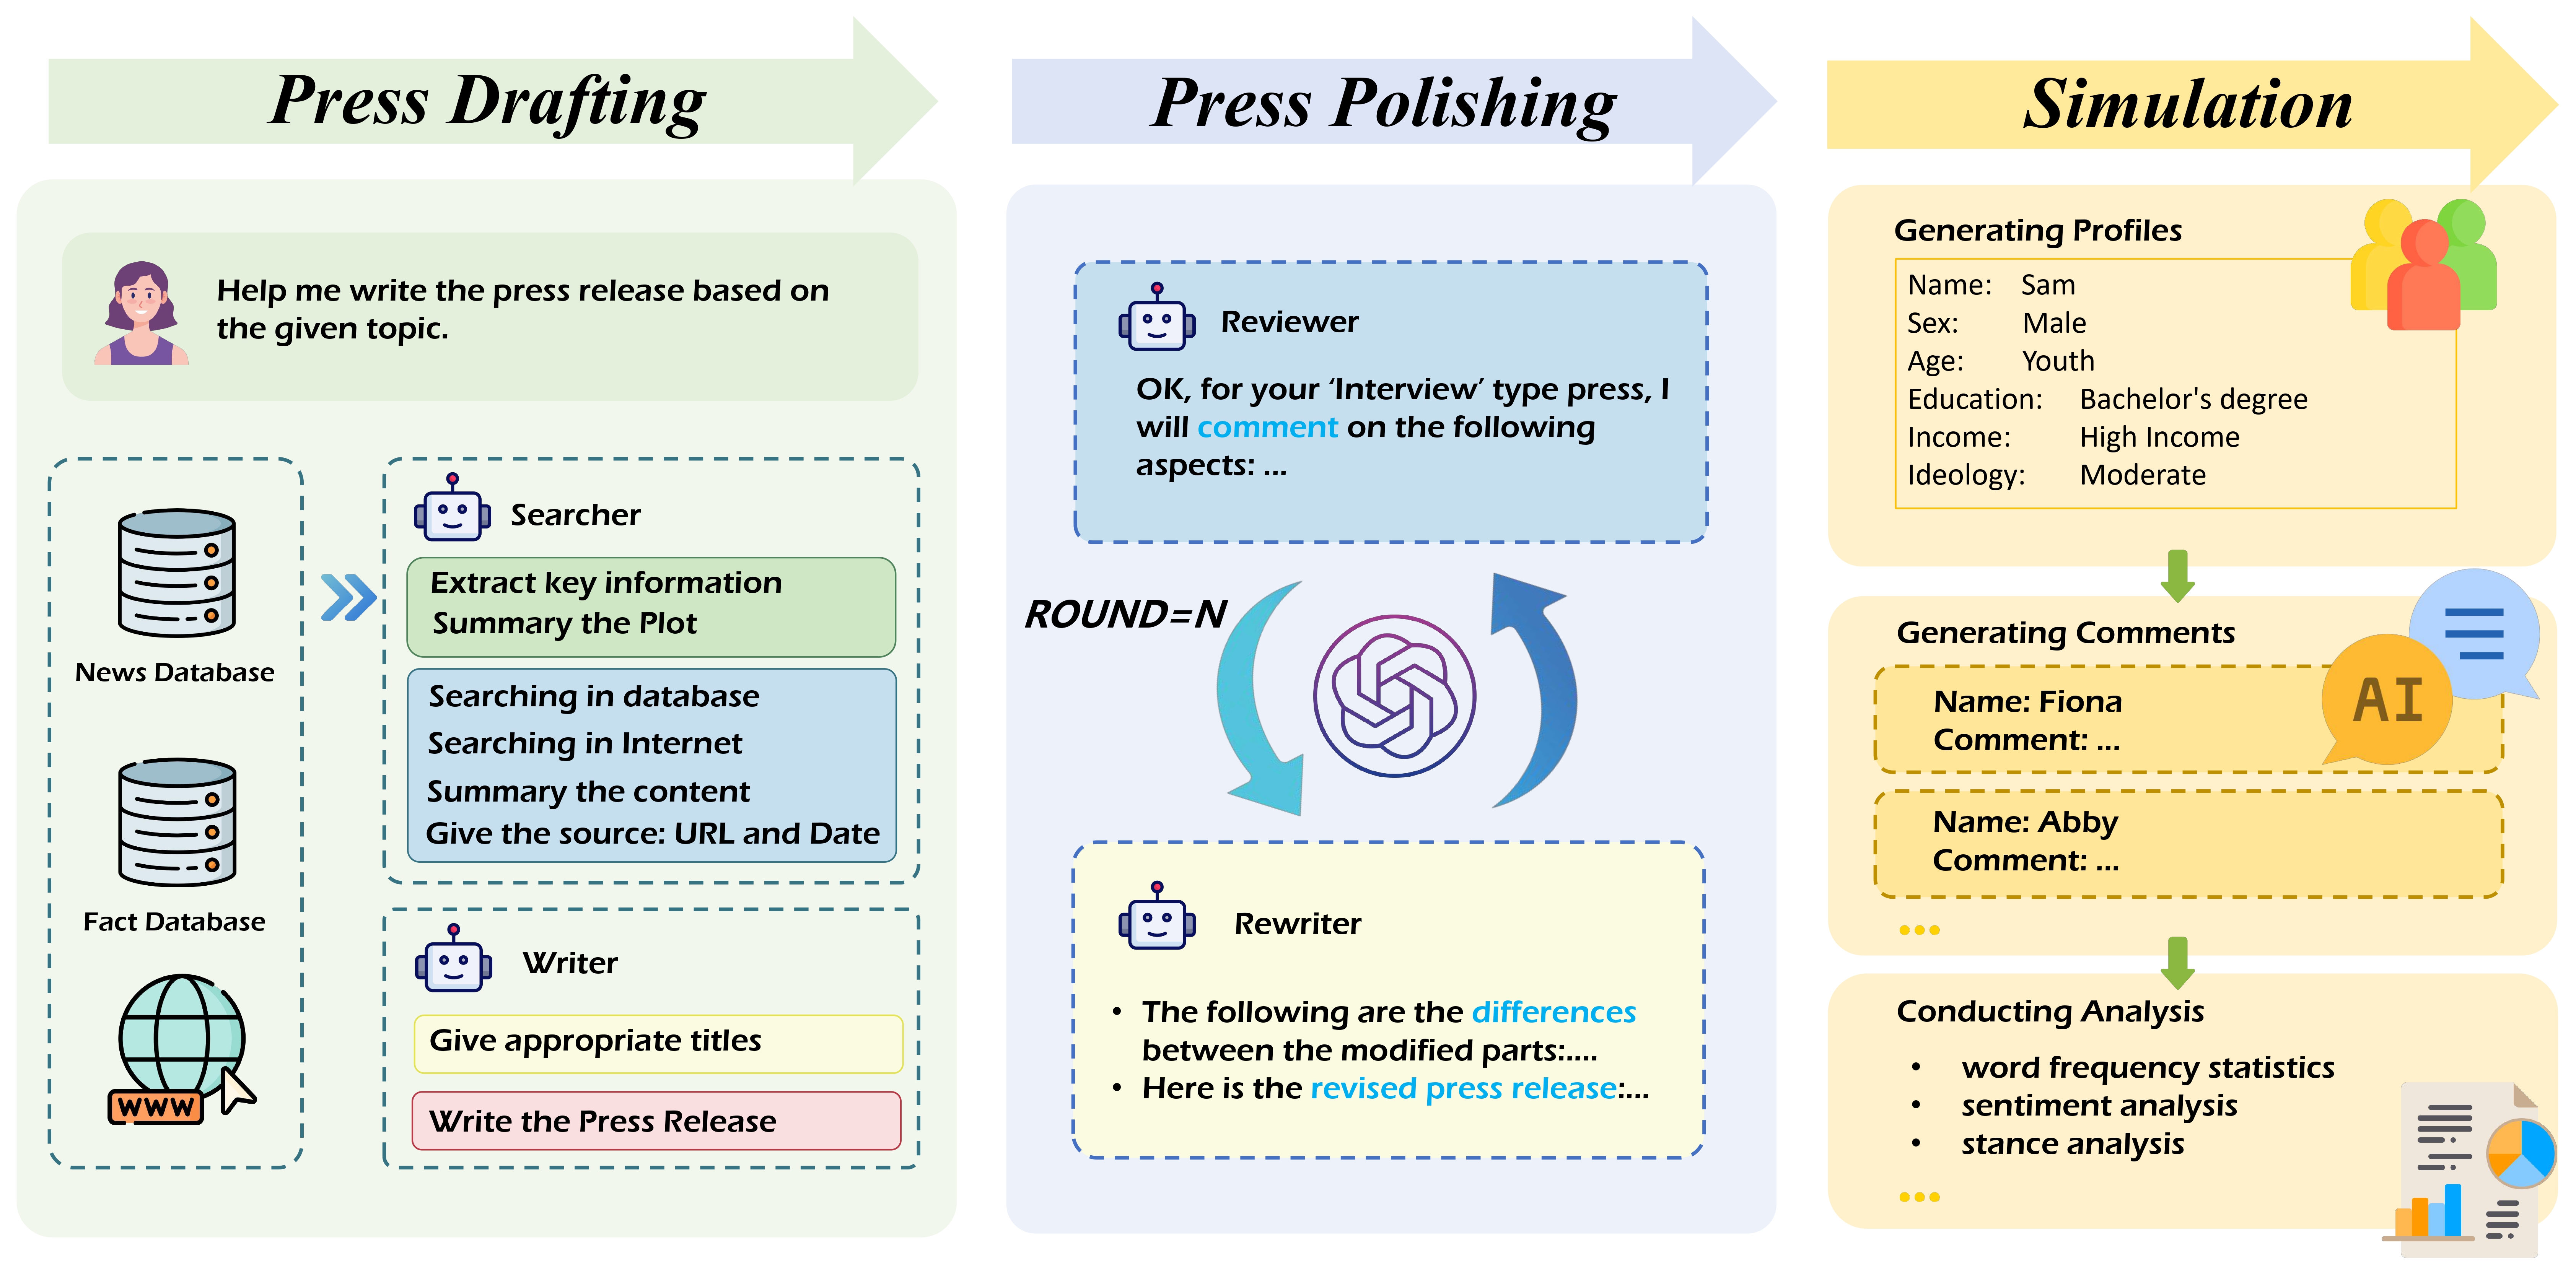 Press Drafting
Help me write the press release based on
the given topic.
News Database
Fact Database
WWW
Searcher
Extract key information
Summary the Plot
Searching in database
Searching in Internet
Summary the content
Give the source: URL and Date
Writer
Give appropriate titles
Write the Press Release
Press Polishing
Reviewer
OK, for your ‘Interview’ type press, I
will comment on the following
aspects: ...
ROUND=N
Rewriter
• The following are the differences
between the modified parts:....
• Here is the revised press release:...
Simulation
Generating Profiles
Name: Sam
Sex: Male
Age: Youth
Education: Bachelor's degree
Income: High Income
Ideology: Moderate
Generating Comments
AI
Name: Fiona
Comment: ...
Name: Abby
Comment: ...
...
Conducting Analysis
• word frequency statistics
• sentiment analysis
• stance analysis
...